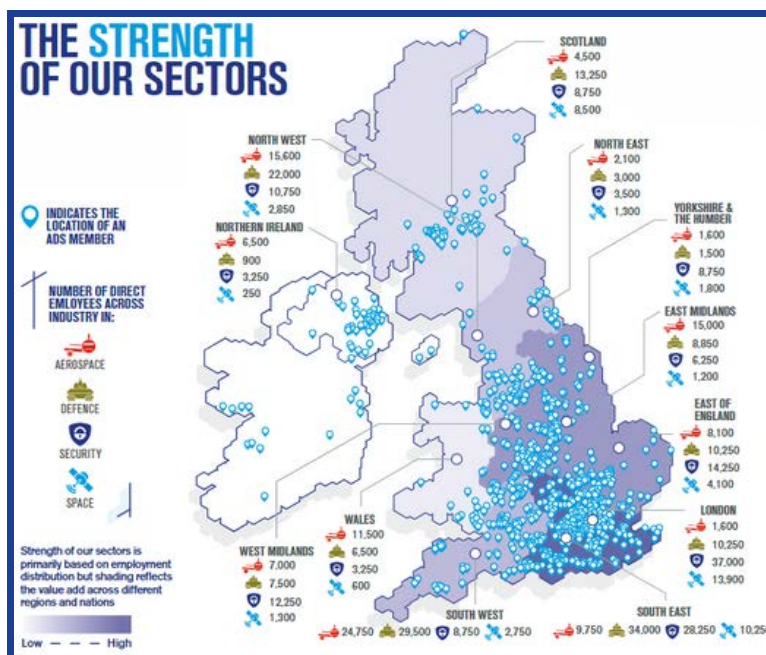 THE STRENGTH
OF OUR SECTORS
SCOTLAND
4,500
13,250
8,750
8,500
NORTH WEST
15,600
22,000
10,750
2,850
NORTH EAST
2,100
3,000
3,500
1,300
INDICATES THE
LOCATION OF AN
ADS MEMBER
NORTHERN IRELAND
6,500
900
3,250
250
YORKSHIRE &
THE HUMBER
1,600
1,500
8,750
1,800
NUMBER OF DIRECT
EMLOYEES ACROSS
INDUSTRY IN:
AEROSPACE
DEFENCE
SECURITY
SPACE
EAST MIDLANDS
15,000
8,850
6,250
1,200
EAST OF
ENGLAND
8,100
10,250
14,250
4,100
LONDON
1,600
10,250
37,000
13,900
WALES
11,500
6,500
3,250
600
WEST MIDLANDS
7,000
7,500
12,250
1,300
Strength of our sectors is
primarily based on employment
distribution but shading reflects
the value add across different
regions and nations
Low — — — High
SOUTH WEST
24,750 29,500 8,750 2,750
SOUTH EAST
9,750 34,000 28,250 10,250